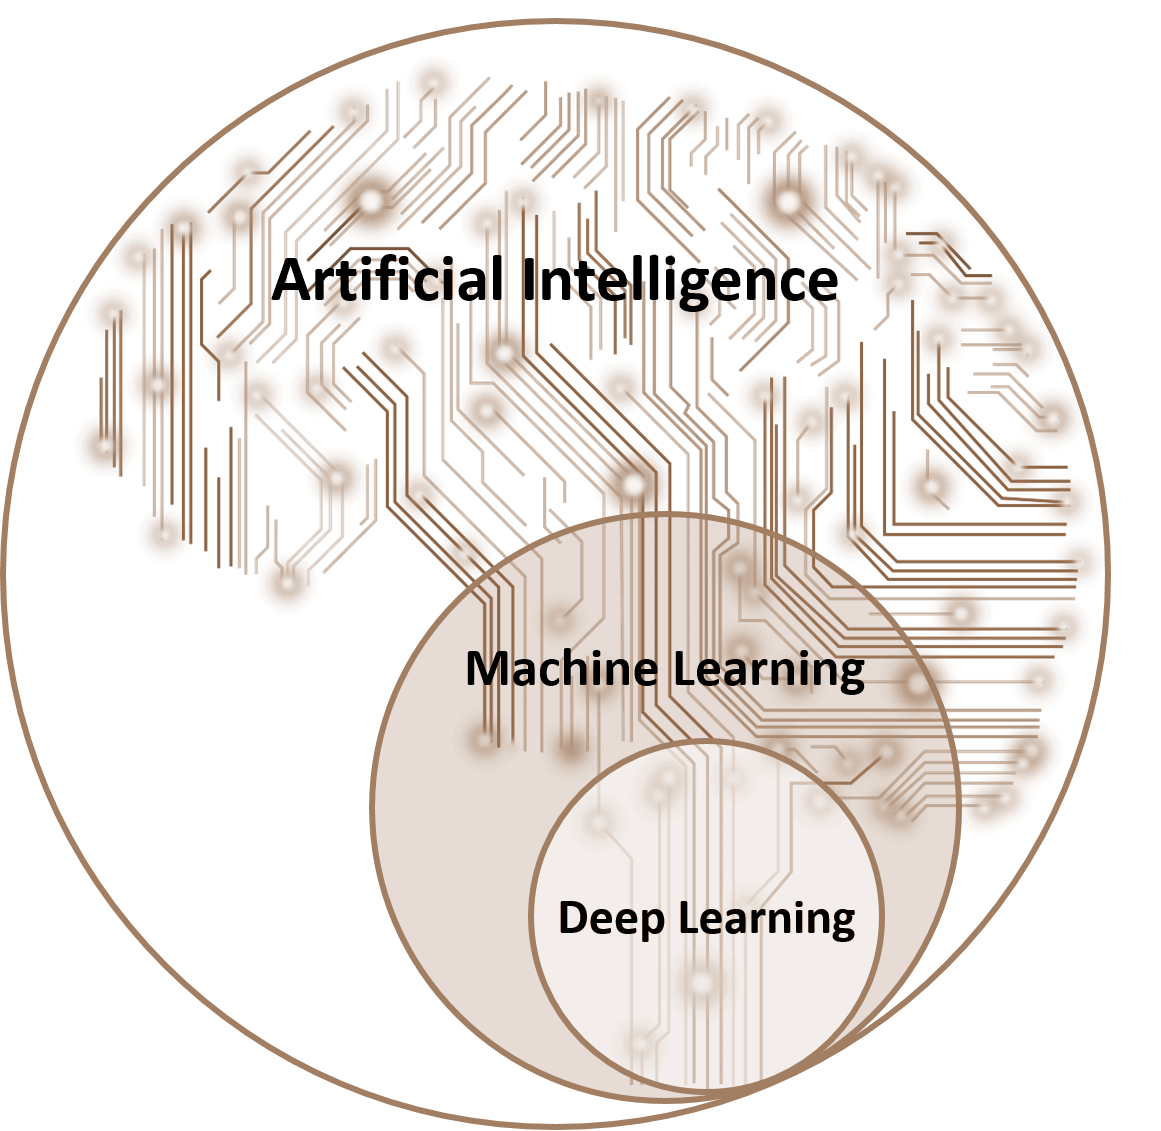 Artificial Intelligence
Machine Learning
Deep Learning